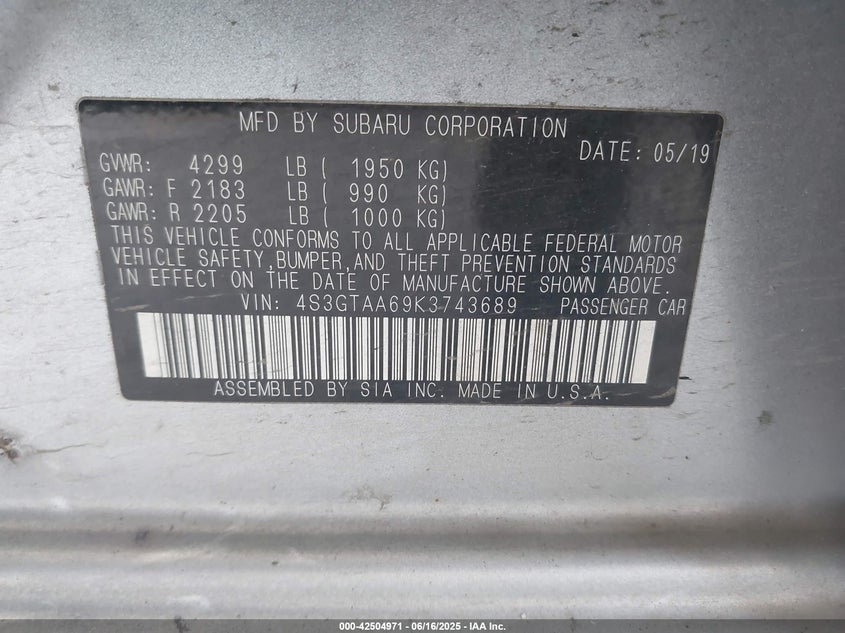 MFD BY SUBARU CORPORATION
DATE: 05/19
GVWR: 4299 LB ( 1950 KG)
GAWR: F 2183 LB ( 990 KG)
GAWR: R 2205 LB ( 1000 KG)
THIS VEHICLE CONFORMS TO ALL APPLICABLE FEDERAL MOTOR
VEHICLE SAFETY,BUMPER,AND THEFT PREVENTION STANDARDS
IN EFFECT ON THE DATE OF MANUFACTURE SHOWN ABOVE.
VIN: 4S3GTAA69K3743689 PASSENGER CAR
ASSEMBLED BY SIA INC. MADE IN U.S.A.
000-42504971 - 06/16/2025 - IAA Inc.